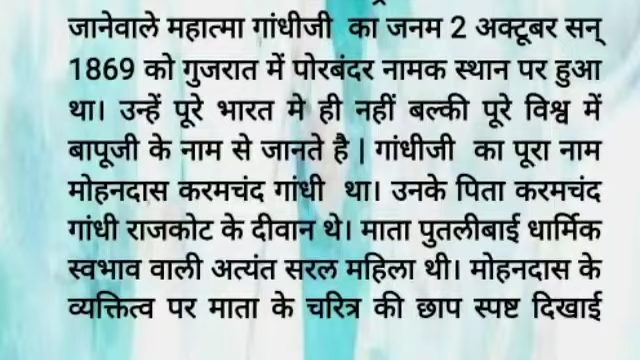 जानेवाले महात्मा गांधीजी का जनम 2 अक्टूबर सन्
1869 को गुजरात में पोरबंदर नामक स्थान पर हुआ
था। उन्हें पूरे भारत मे ही नहीं बल्की पूरे विश्व में
बापूजी के नाम से जानते है | गांधीजी का पूरा नाम
मोहनदास करमचंद गांधी था। उनके पिता करमचंद
गांधी राजकोट के दीवान थे। माता पुतलीबाई धार्मिक
स्वभाव वाली अत्यंत सरल महिला थी। मोहनदास के
व्यक्तित्व पर माता के चरित्र की छाप स्पष्ट दिखाई